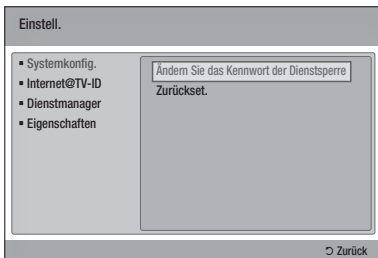 Einstell.
▪ Systemkonfig.
▪ Internet@TV-ID
▪ Dienstmanager
▪ Eigenschaften
Ändern Sie das Kennwort der Dienstsperre
Zurückset.
⮌ Zurück